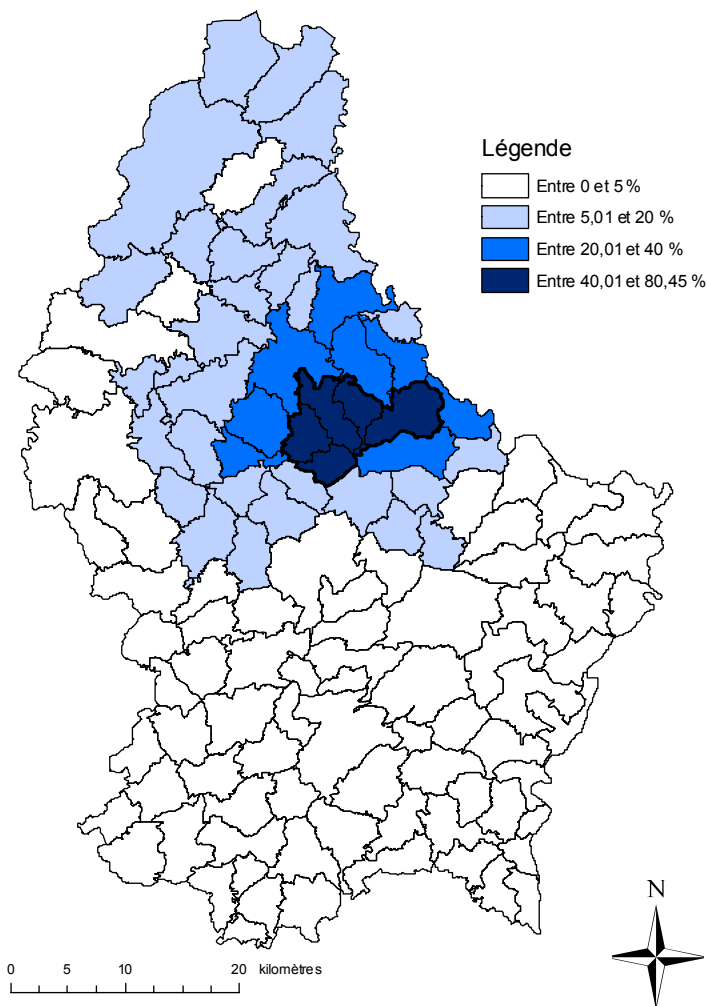 Légende
Entre 0 et 5 %
Entre 5,01 et 20 %
Entre 20,01 et 40 %
Entre 40,01 et 80,45 %
N
0 5 10 20 kilomètres